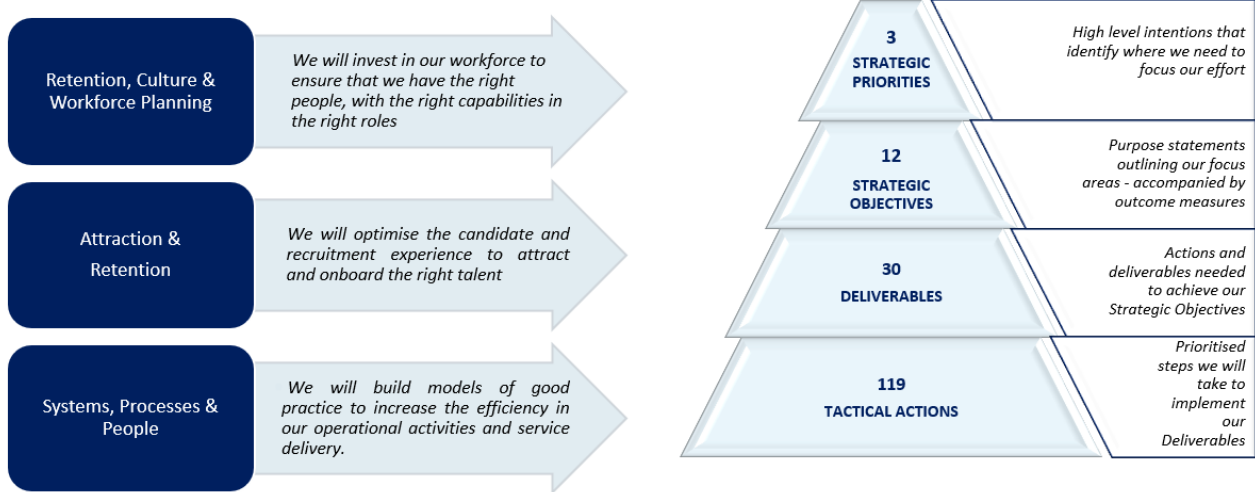 Retention, Culture &
Workforce Planning
We will invest in our workforce to
ensure that we have the right
people, with the right capabilities in
the right roles
Attraction &
Retention
We will optimise the candidate and
recruitment experience to attract
and onboard the right talent
Systems, Processes &
People
We will build models of good
practice to increase the efficiency in
our operational activities and service
delivery.
3
STRATEGIC
PRIORITIES
High level intentions that
identify where we need to
focus our effort
12
STRATEGIC
OBJECTIVES
Purpose statements
outlining our focus
areas - accompanied by
outcome measures
30
DELIVERABLES
Actions and
deliverables needed
to achieve our
Strategic Objectives
119
TACTICAL ACTIONS
Prioritised
steps we will
take to
implement
our
Deliverables